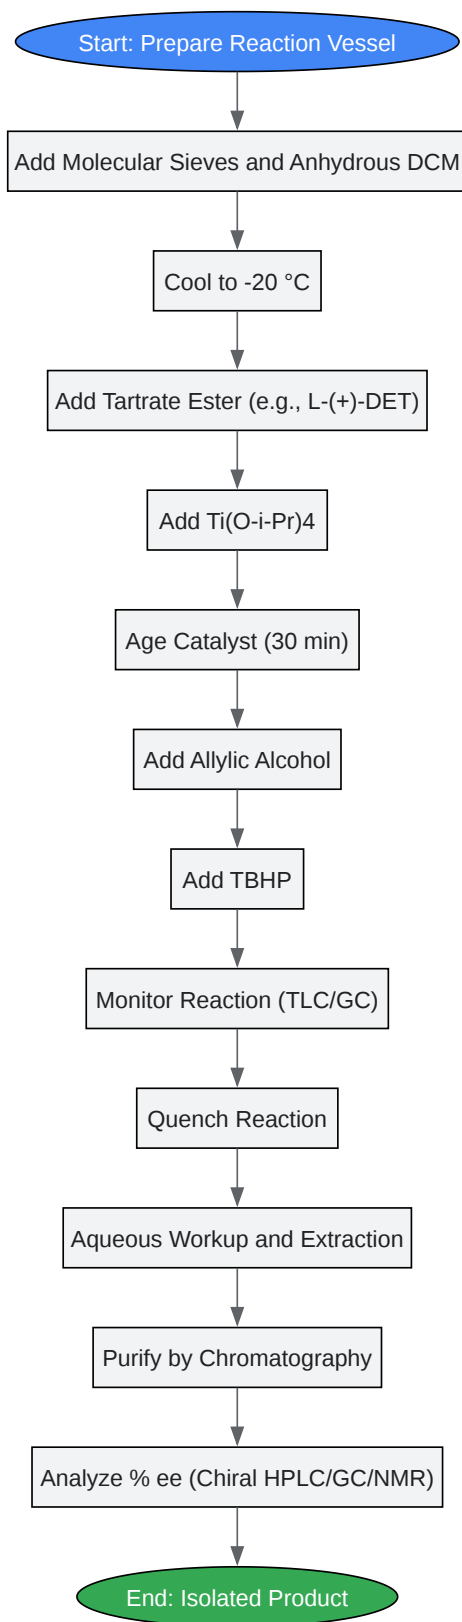 Start: Prepare Reaction Vessel
Add Molecular Sieves and Anhydrous DCM
Cool to -20 °C
Add Tartrate Ester (e.g., L-(+)-DET)
Add Ti(O-i-Pr)4
Age Catalyst (30 min)
Add Allylic Alcohol
Add TBHP
Monitor Reaction (TLC/GC)
Quench Reaction
Aqueous Workup and Extraction
Purify by Chromatography
Analyze % ee (Chiral HPLC/GC/NMR)
End: Isolated Product